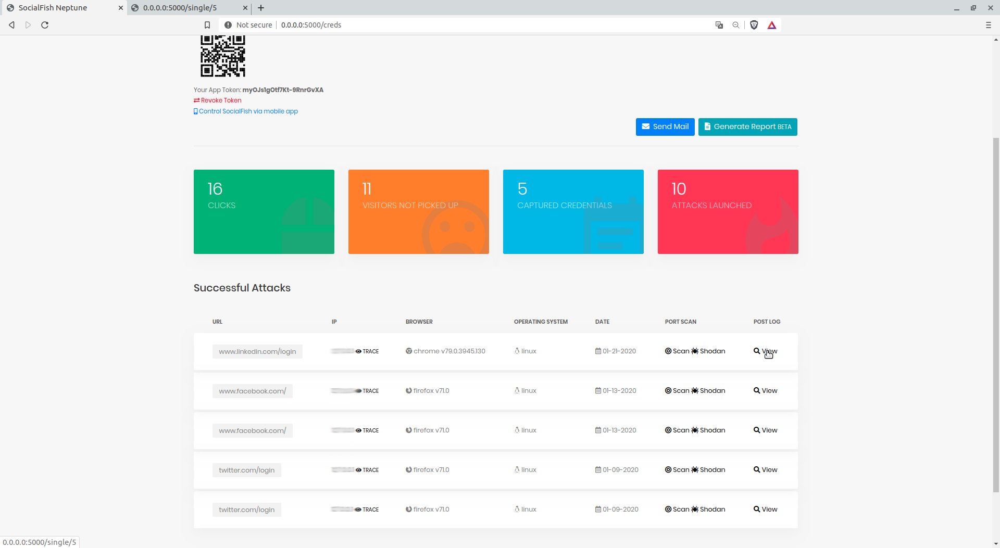 SocialFish Neptune
0.0.0.0:5000/single/5
Not secure 0.0.0.0:5000/creds
Your App Token: myOJs1gOtf7Kt-9RnrGvXA
Revoke Token
Control SocialFish via mobile app
Send Mail
Generate Report BETA
16
CLICKS
11
VISITORS NOT PICKED UP
5
CAPTURED CREDENTIALS
10
ATTACKS LAUNCHED
Successful Attacks
URL IP BROWSER OPERATING SYSTEM DATE PORT SCAN POST LOG
www.linkedin.com/login TRACE chrome v79.0.3945.130 linux 01-21-2020 Scan Shodan View
www.facebook.com/ TRACE firefox v71.0 linux 01-13-2020 Scan Shodan View
www.facebook.com/ TRACE firefox v71.0 linux 01-13-2020 Scan Shodan View
twitter.com/login TRACE firefox v71.0 linux 01-09-2020 Scan Shodan View
twitter.com/login TRACE firefox v71.0 linux 01-09-2020 Scan Shodan View
0.0.0.0:5000/single/5